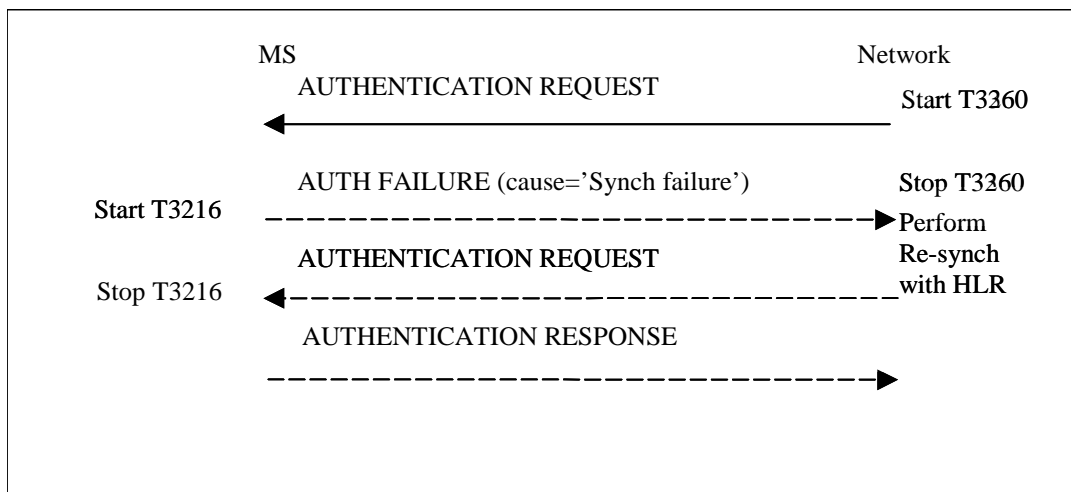 MS
Network
AUTHENTICATION REQUEST
Start T3260
AUTH FAILURE (cause='Synch failure')
Stop T3260
Start T3216
Perform
AUTHENTICATION REQUEST
Re-synch
Stop T3216
with HLR
AUTHENTICATION RESPONSE